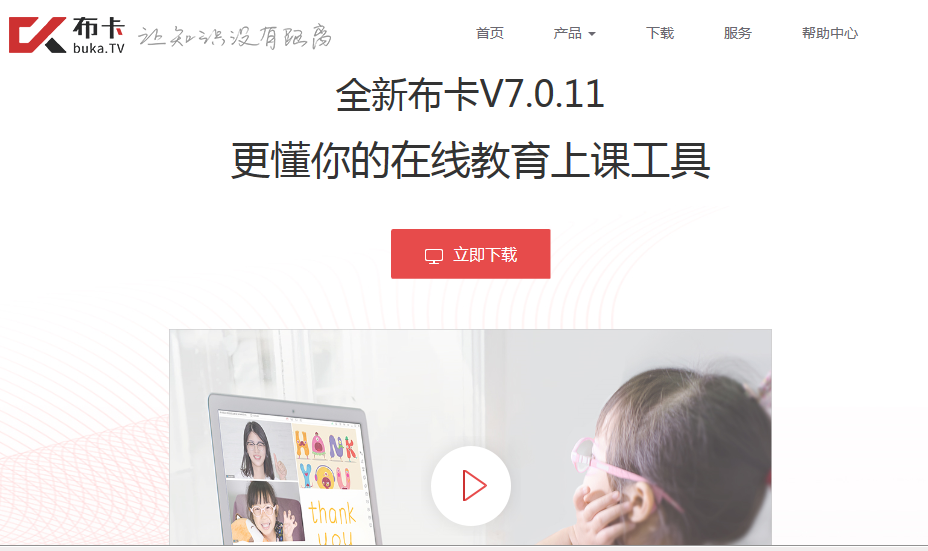 布卡
buka.TV
让知识没有距离
首页
产品
下载
服务
帮助中心
全新布卡V7.0.11
更懂你的在线教育上课工具
立即下载
HANK
YOU
thank
you